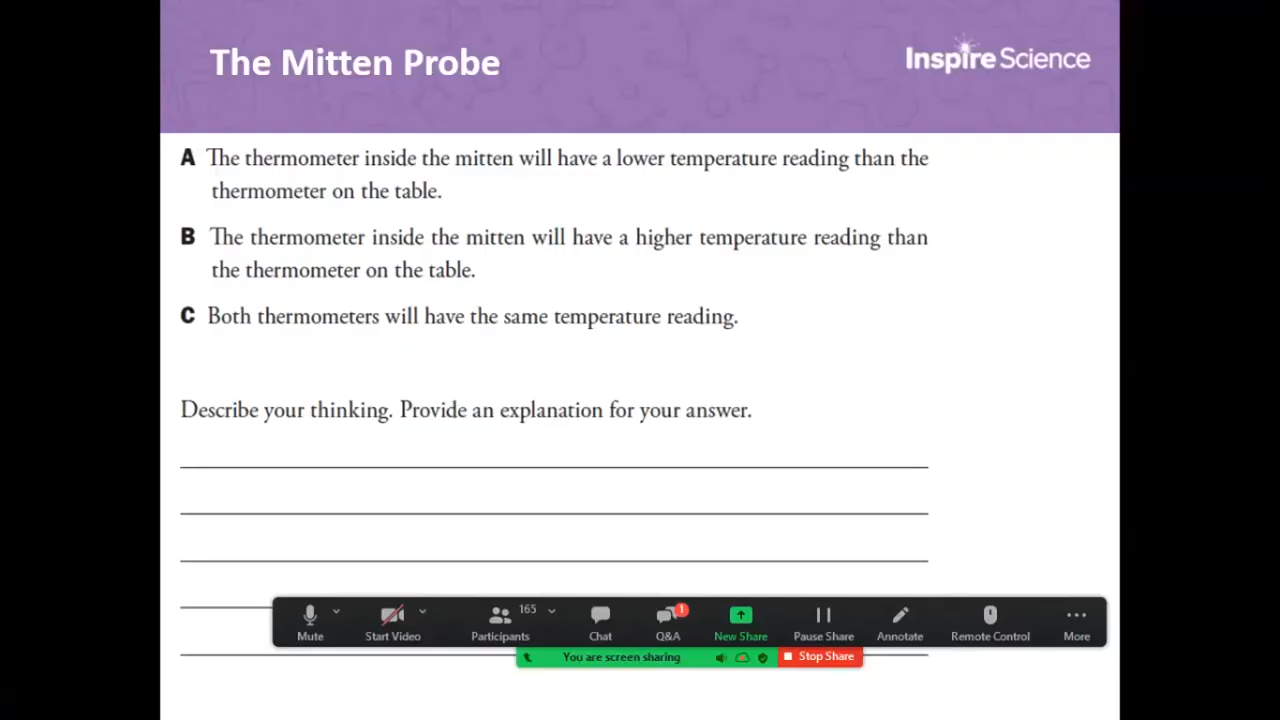 The Mitten Probe
Inspire Science
A The thermometer inside the mitten will have a lower temperature reading than the
thermometer on the table.
B The thermometer inside the mitten will have a higher temperature reading than
the thermometer on the table.
C Both thermometers will have the same temperature reading.
Describe your thinking. Provide an explanation for your answer.
165
1
Mute
Start Video
Participants
Chat
Q&A
New Share
Pause Share
Annotate
Remote Control
More
You are screen sharing
Stop Share